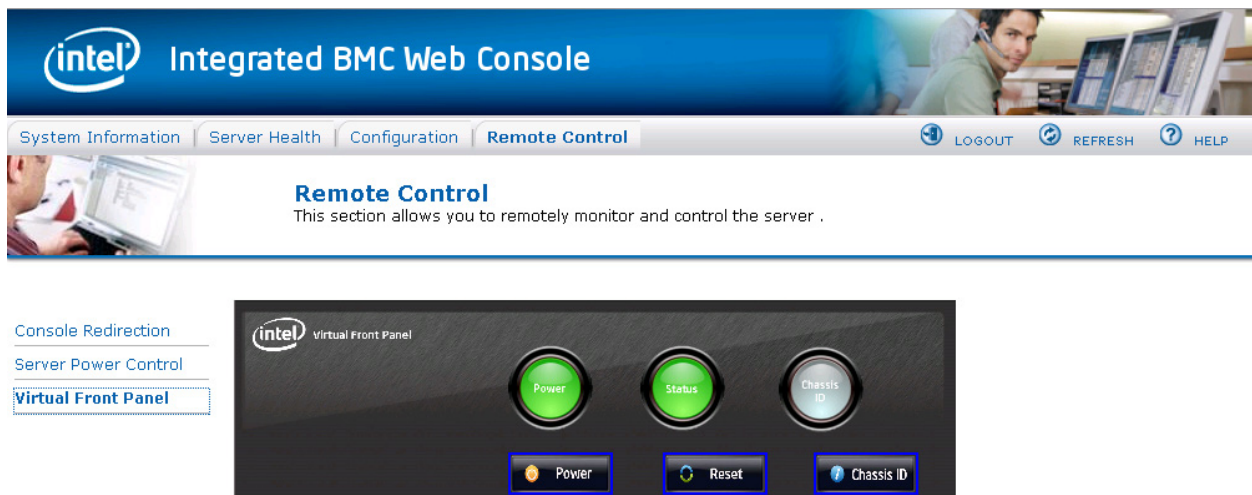 intel Integrated BMC Web Console
System Information Server Health Configuration Remote Control LOGOUT REFRESH HELP
Remote Control
This section allows you to remotely monitor and control the server .
Console Redirection
Server Power Control
Virtual Front Panel
intel Virtual Front Panel
Power Status Chassis ID
Power Reset Chassis ID